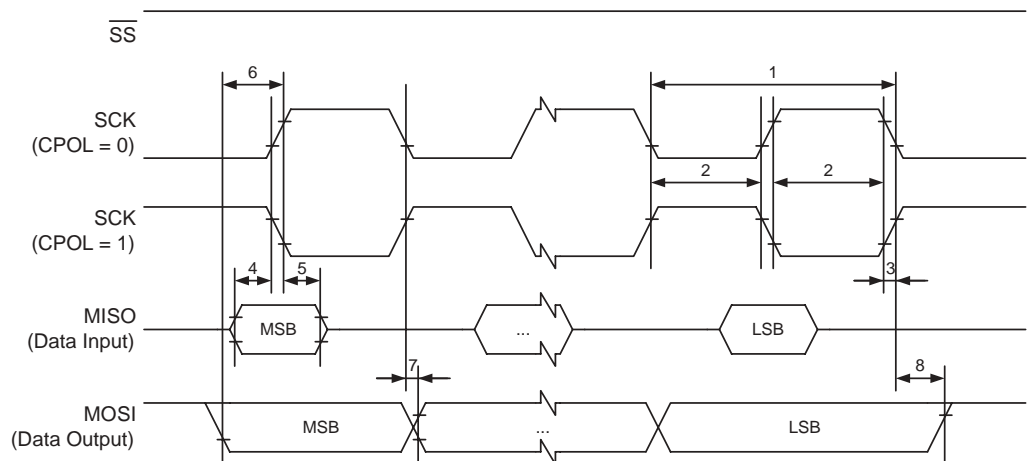 SS
6
1
SCK
(CPOL = 0)
2
2
SCK
(CPOL = 1)
4
5
3
MISO
(Data Input)
MSB
...
LSB
7
8
MOSI
(Data Output)
MSB
...
LSB